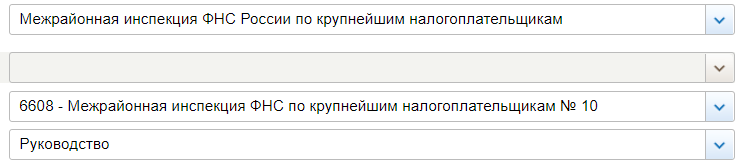 Межрайонная инспекция ФНС России по крупнейшим налогоплательщикам
6608 - Межрайонная инспекция ФНС по крупнейшим налогоплательщикам № 10
Руководство